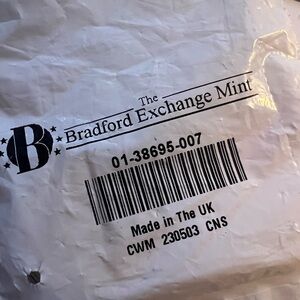 The
Bradford Exchange Mint
B
01-38695-007
Made in The UK
CWM 230503 CNS